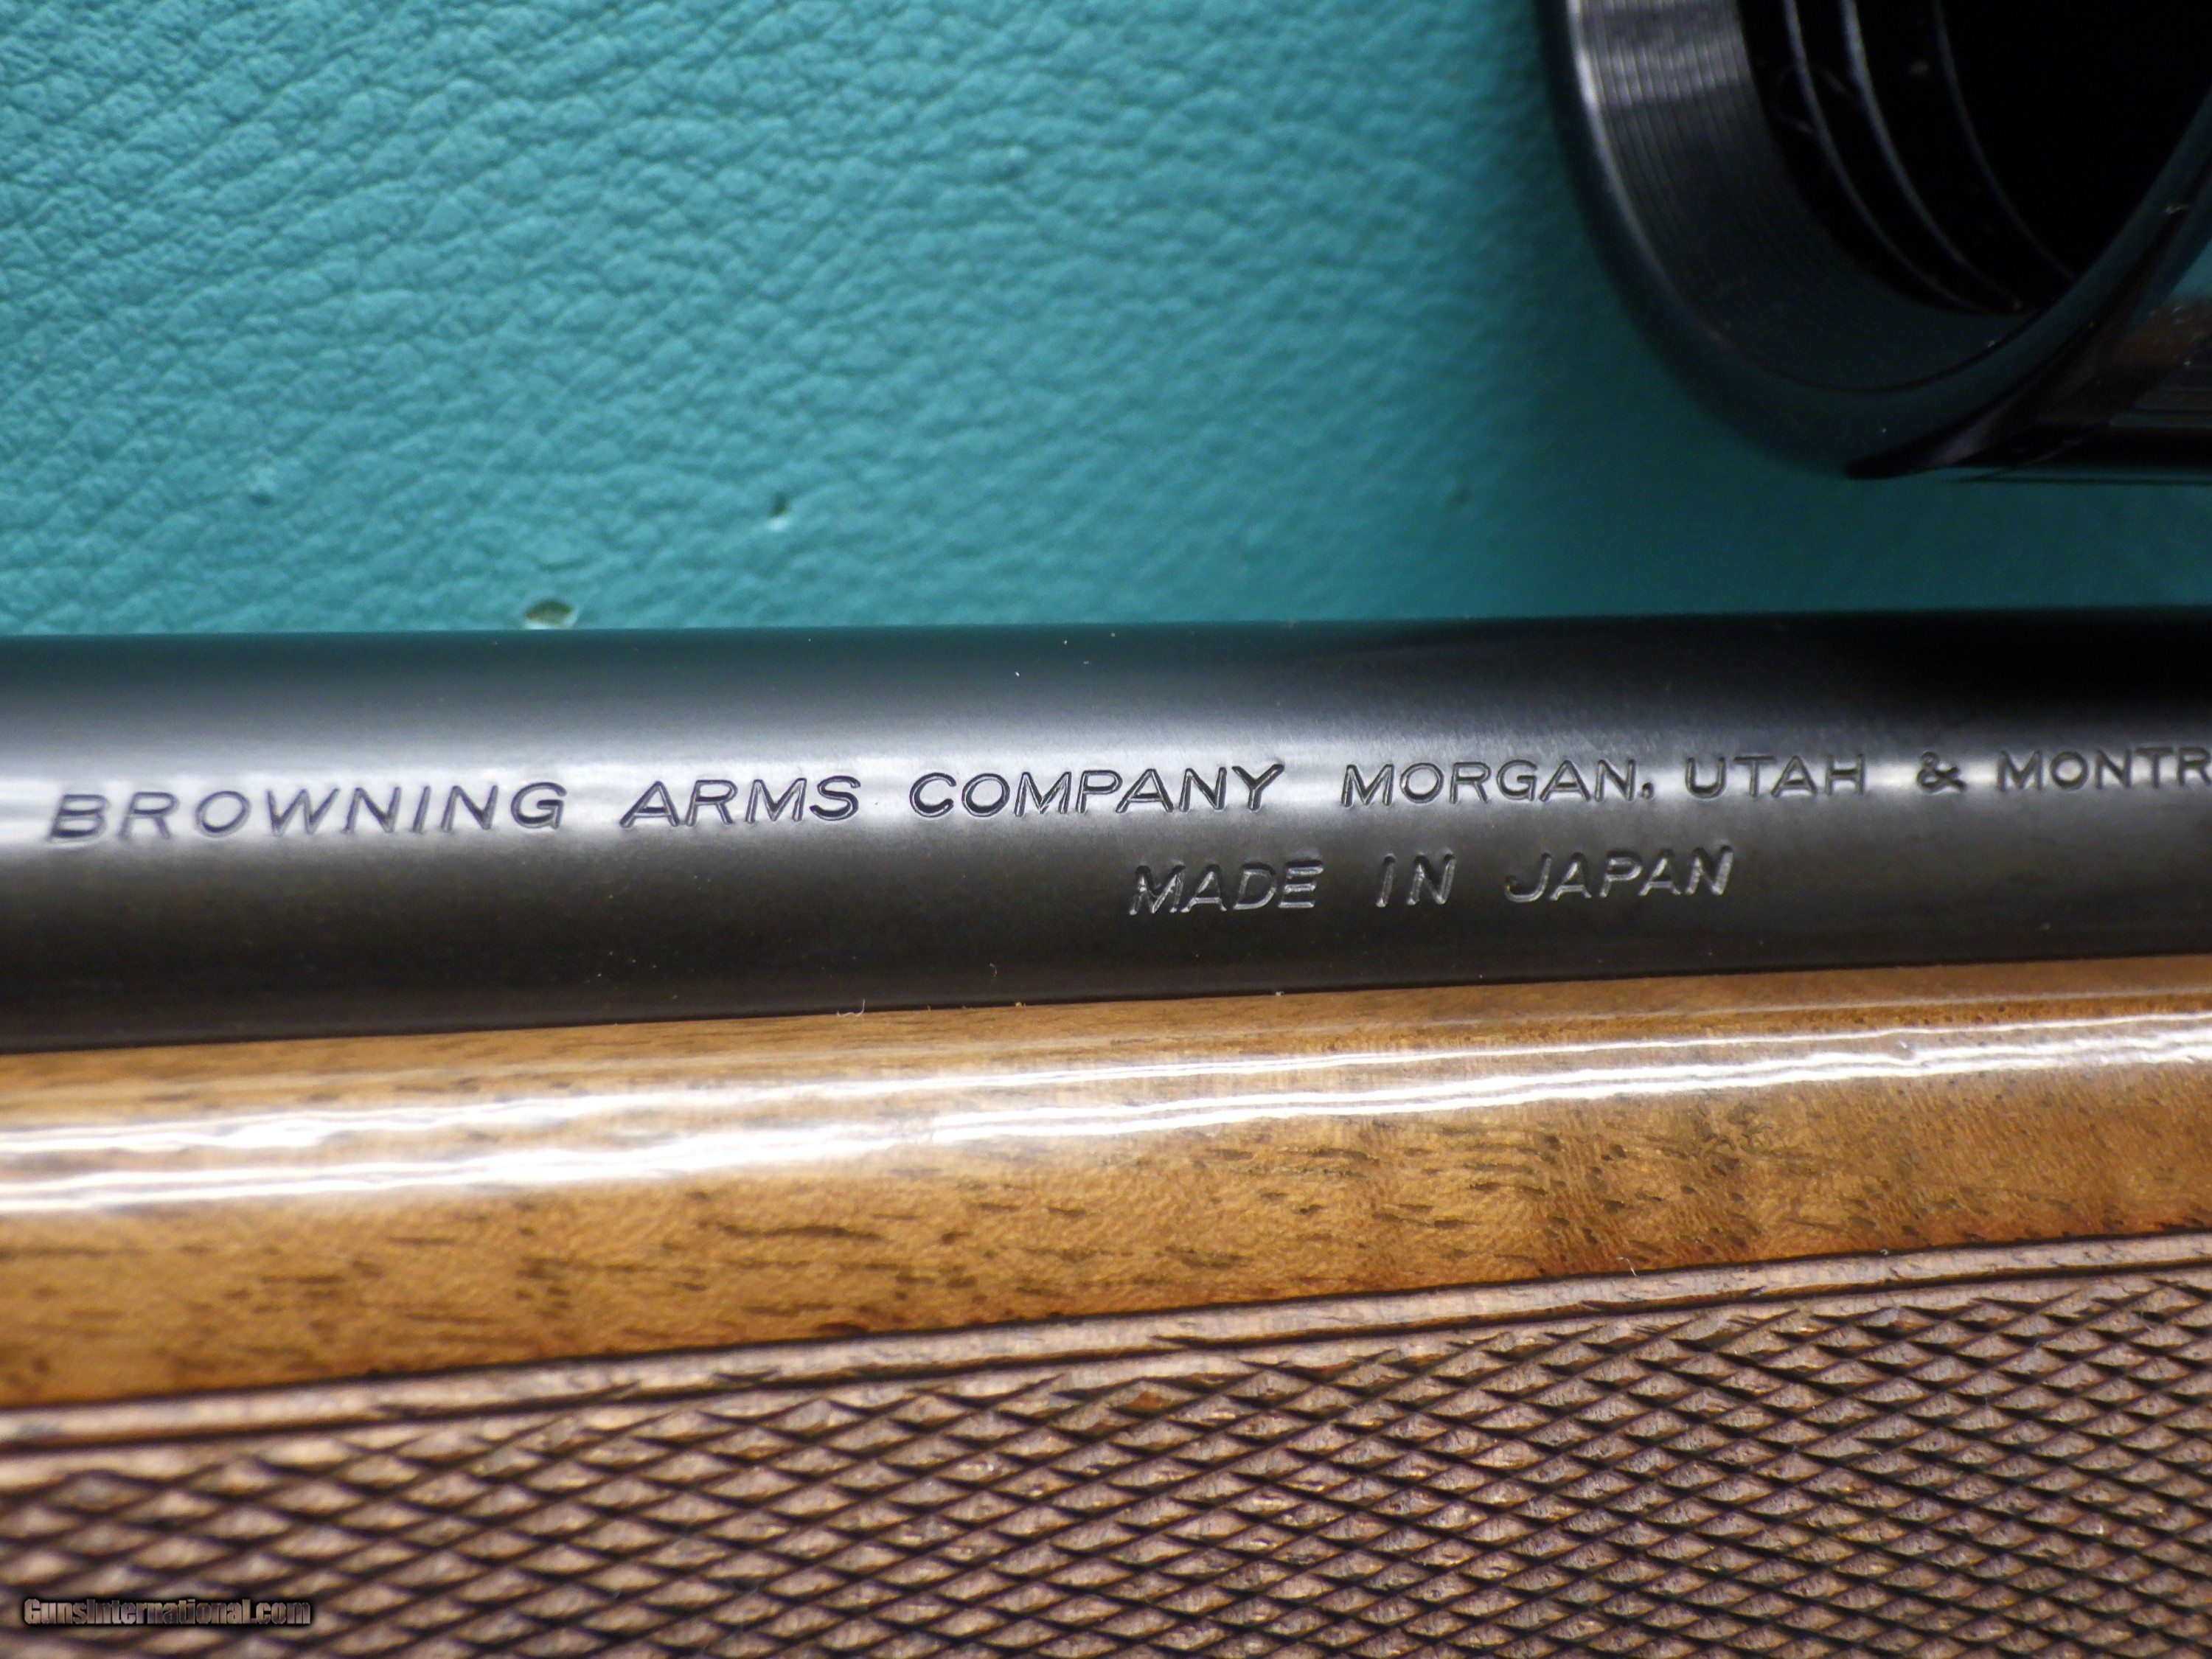 BROWNING ARMS COMPANY MORGAN, UTAH & MONTR
MADE IN JAPAN
GunsInternational.com